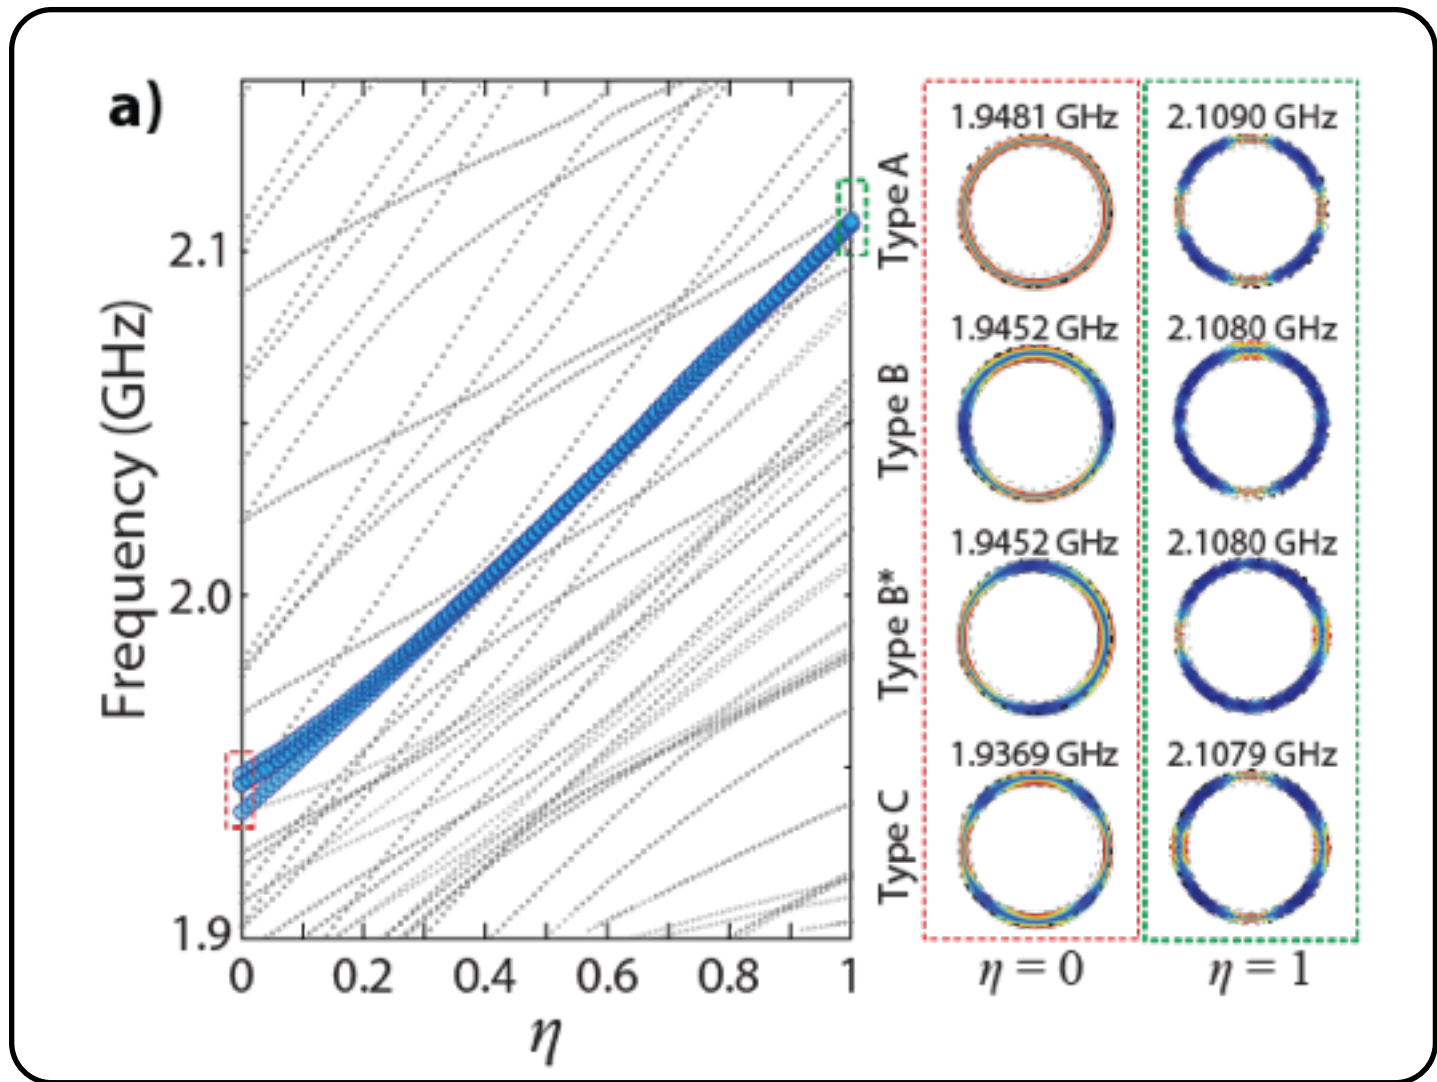 a)
Frequency (GHz)
2.1
2.0
1.9
0 0.2 0.4 0.6 0.8 1
η
Type A
1.9481 GHz 2.1090 GHz
Type B
1.9452 GHz 2.1080 GHz
Type B*
1.9452 GHz 2.1080 GHz
Type C
1.9369 GHz 2.1079 GHz
η = 0 η = 1